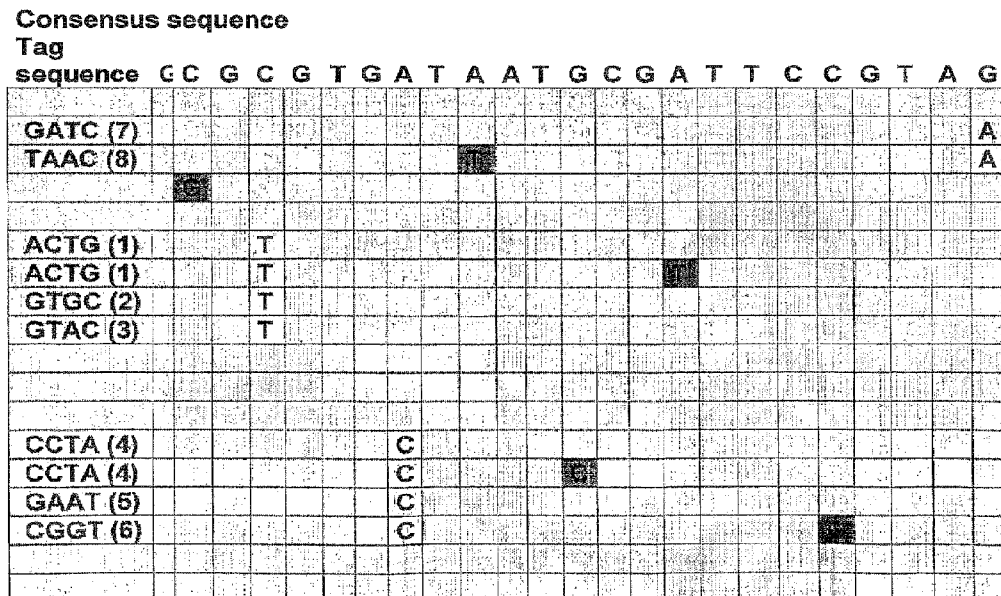 Consensus sequence
Tag
sequence G C G C G T G A T A A T G C G A T T C C G T A G
GATC (7) A
TAAC (8) T A
G
ACTG (1) T
ACTG (1) T T
GTGC (2) T
GTAC (3) T
CCTA (4) C
CCTA (4) C C
GAAT (5) C
CGGT (6) C